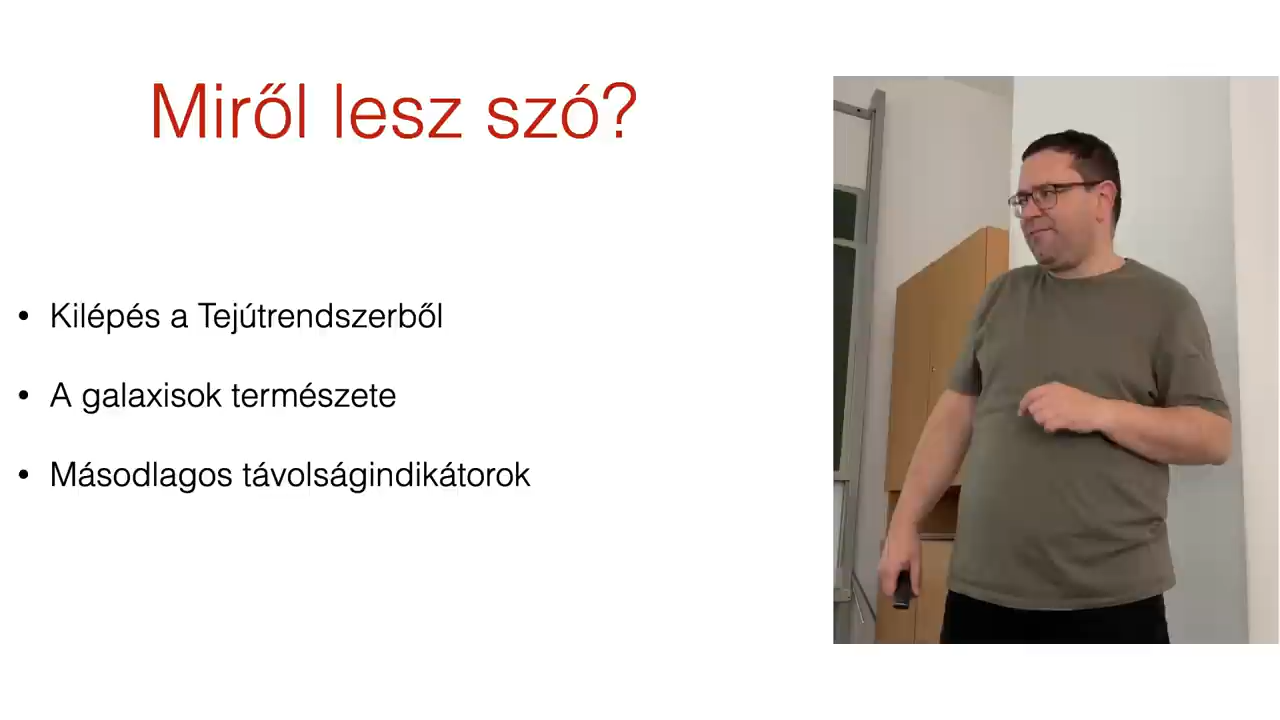 Miről lesz szó?
• Kilépés a Tejútrendszerből
• A galaxisok természete
• Másodlagos távolságindikátorok